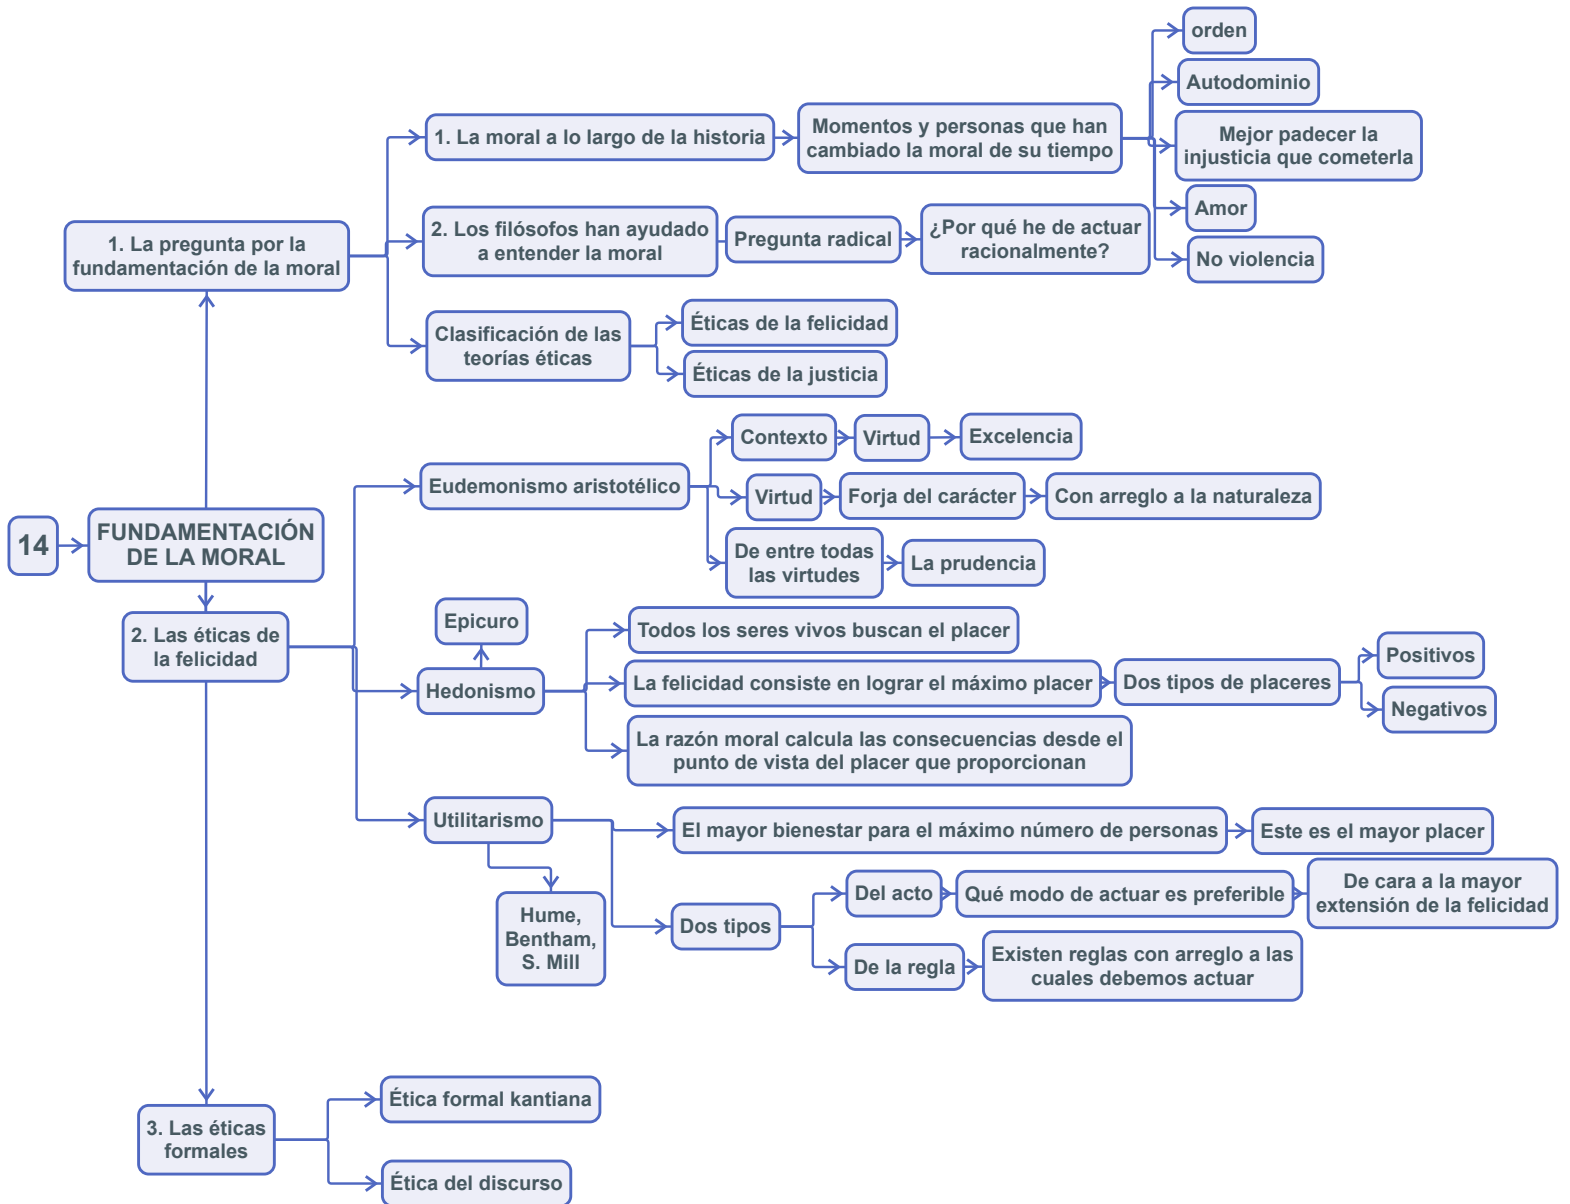 14
FUNDAMENTACIÓN
DE LA MORAL
1. La pregunta por la
fundamentación de la moral
1. La moral a lo largo de la historia
Momentos y personas que han
cambiado la moral de su tiempo
orden
Autodominio
Mejor padecer la
injusticia que cometerla
Amor
No violencia
2. Los filósofos han ayudado
a entender la moral
Pregunta radical
¿Por qué he de actuar
racionalmente?
Clasificación de las
teorías éticas
Éticas de la felicidad
Éticas de la justicia
2. Las éticas de
la felicidad
Eudemonismo aristotélico
Contexto
Virtud
Excelencia
Virtud
Forja del carácter
Con arreglo a la naturaleza
De entre todas
las virtudes
La prudencia
Hedonismo
Epicuro
Todos los seres vivos buscan el placer
La felicidad consiste en lograr el máximo placer
Dos tipos de placeres
Positivos
Negativos
La razón moral calcula las consecuencias desde el
punto de vista del placer que proporcionan
Utilitarismo
Hume,
Bentham,
S. Mill
El mayor bienestar para el máximo número de personas
Este es el mayor placer
Dos tipos
Del acto
Qué modo de actuar es preferible
De cara a la mayor
extensión de la felicidad
De la regla
Existen reglas con arreglo a las
cuales debemos actuar
3. Las éticas
formales
Ética formal kantiana
Ética del discurso